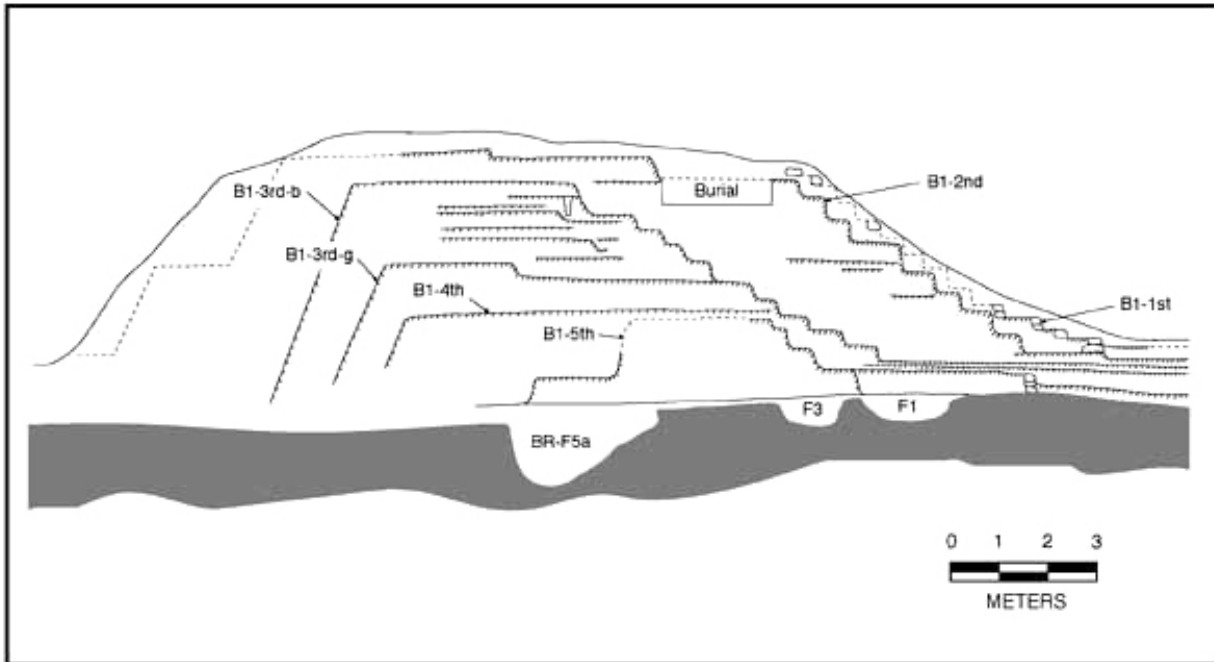 B1-3rd-b
Burial
B1-2nd
B1-3rd-g
B1-4th
B1-5th
B1-1st
F3
F1
BR-F5a
0 1 2 3
METERS